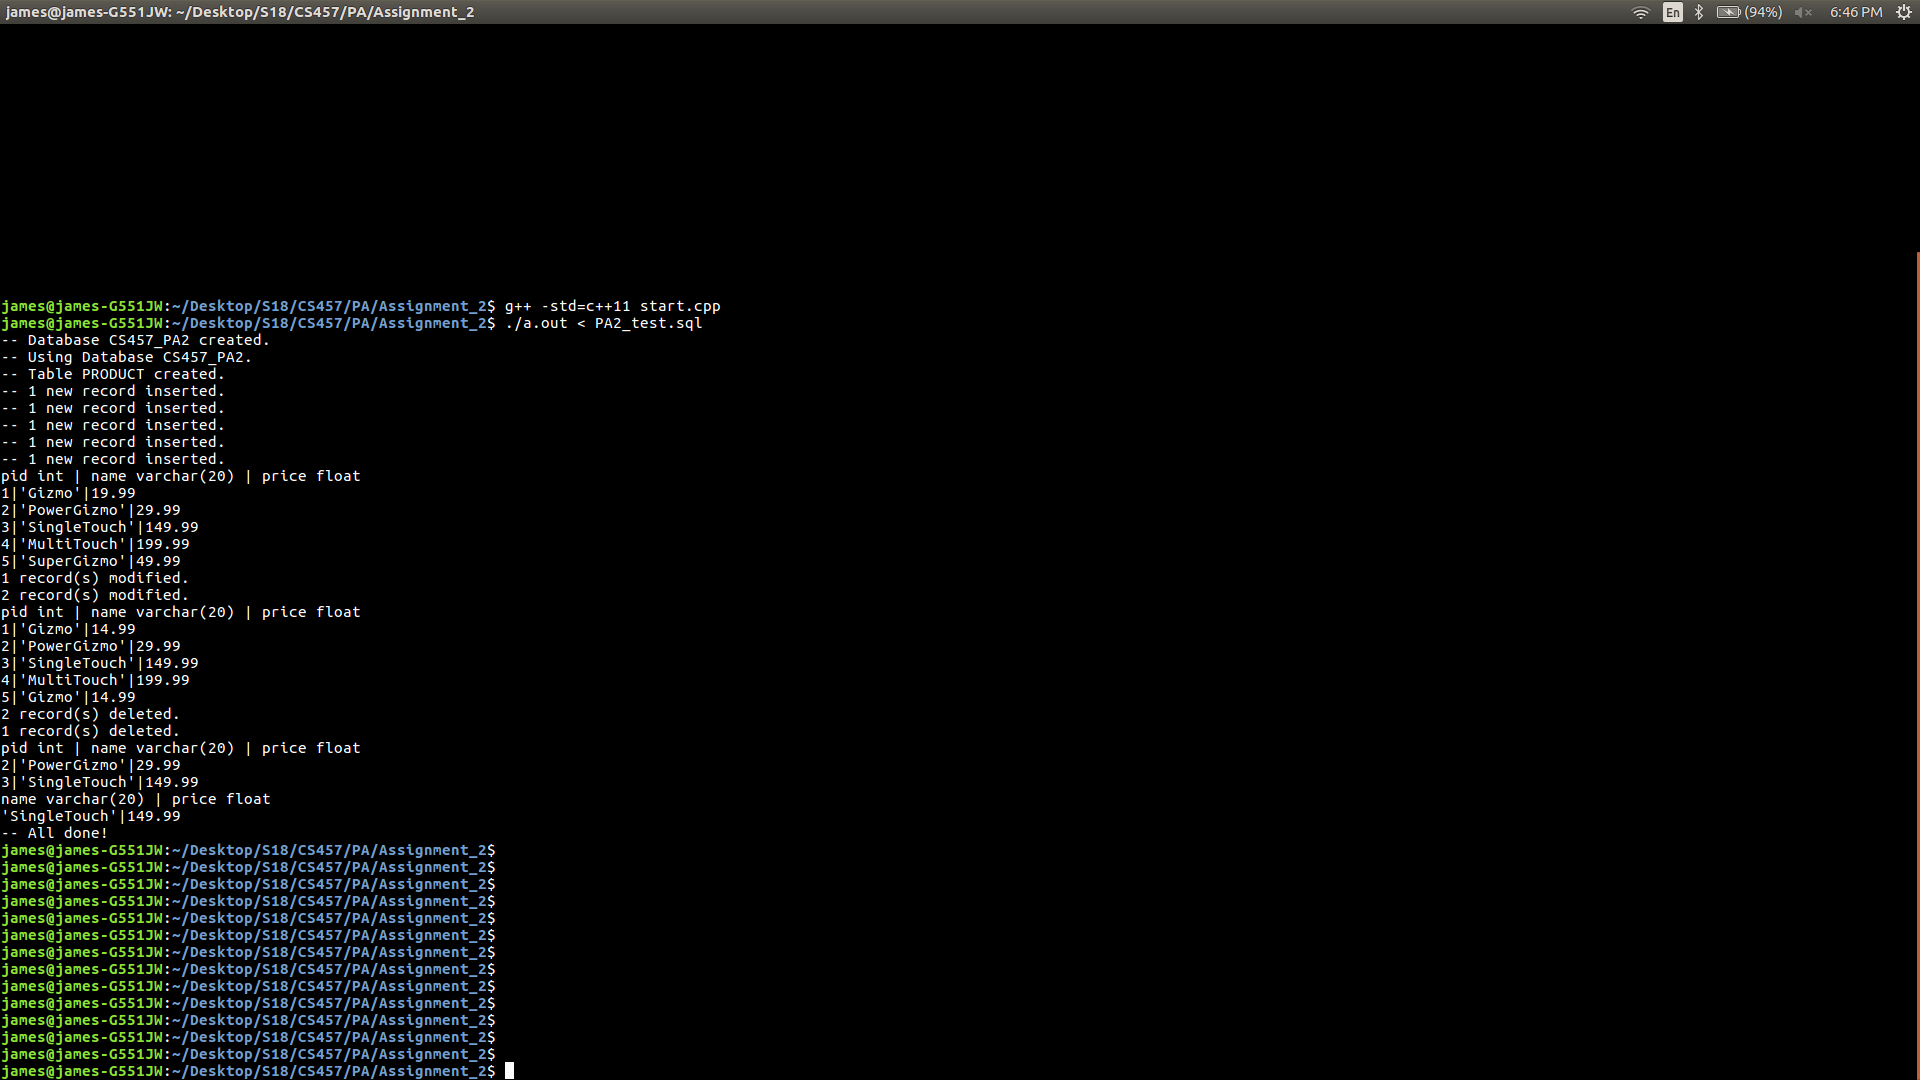 james@james-G551JW: ~/Desktop/S18/CS457/PA/Assignment_2
En (94%) 6:46 PM
james@james-G551JW:~/Desktop/S18/CS457/PA/Assignment_2$ g++ -std=c++11 start.cpp
james@james-G551JW:~/Desktop/S18/CS457/PA/Assignment_2$ ./a.out < PA2_test.sql
-- Database CS457_PA2 created.
-- Using Database CS457_PA2.
-- Table PRODUCT created.
-- 1 new record inserted.
-- 1 new record inserted.
-- 1 new record inserted.
-- 1 new record inserted.
-- 1 new record inserted.
pid int | name varchar(20) | price float
1|'Gizmo'|19.99
2|'PowerGizmo'|29.99
3|'SingleTouch'|149.99
4|'MultiTouch'|199.99
5|'SuperGizmo'|49.99
1 record(s) modified.
2 record(s) modified.
pid int | name varchar(20) | price float
1|'Gizmo'|14.99
2|'PowerGizmo'|29.99
3|'SingleTouch'|149.99
4|'MultiTouch'|199.99
5|'Gizmo'|14.99
2 record(s) deleted.
1 record(s) deleted.
pid int | name varchar(20) | price float
2|'PowerGizmo'|29.99
3|'SingleTouch'|149.99
name varchar(20) | price float
'SingleTouch'|149.99
-- All done!
james@james-G551JW:~/Desktop/S18/CS457/PA/Assignment_2$
james@james-G551JW:~/Desktop/S18/CS457/PA/Assignment_2$
james@james-G551JW:~/Desktop/S18/CS457/PA/Assignment_2$
james@james-G551JW:~/Desktop/S18/CS457/PA/Assignment_2$
james@james-G551JW:~/Desktop/S18/CS457/PA/Assignment_2$
james@james-G551JW:~/Desktop/S18/CS457/PA/Assignment_2$
james@james-G551JW:~/Desktop/S18/CS457/PA/Assignment_2$
james@james-G551JW:~/Desktop/S18/CS457/PA/Assignment_2$
james@james-G551JW:~/Desktop/S18/CS457/PA/Assignment_2$
james@james-G551JW:~/Desktop/S18/CS457/PA/Assignment_2$
james@james-G551JW:~/Desktop/S18/CS457/PA/Assignment_2$
james@james-G551JW:~/Desktop/S18/CS457/PA/Assignment_2$
james@james-G551JW:~/Desktop/S18/CS457/PA/Assignment_2$
james@james-G551JW:~/Desktop/S18/CS457/PA/Assignment_2$